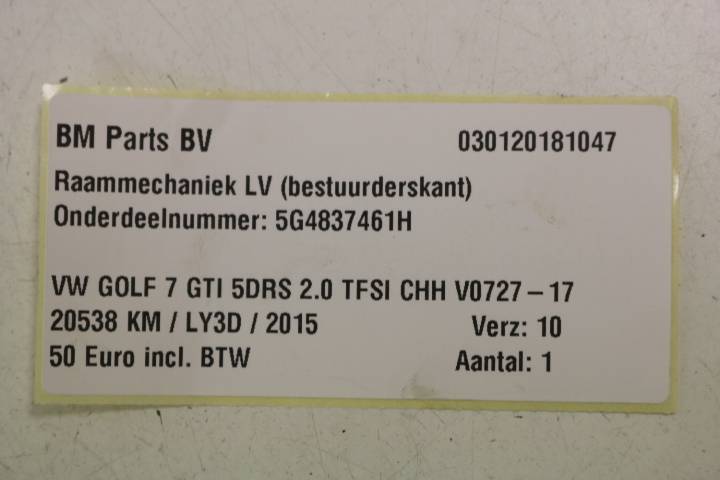 BM Parts BV 030120181047
Raammechaniek LV (bestuurderskant)
Onderdeelnummer: 5G4837461H
VW GOLF 7 GTI 5DRS 2.0 TFSI CHH V0727-17
20538 KM / LY3D / 2015 Verz: 10
50 Euro incl. BTW Aantal: 1